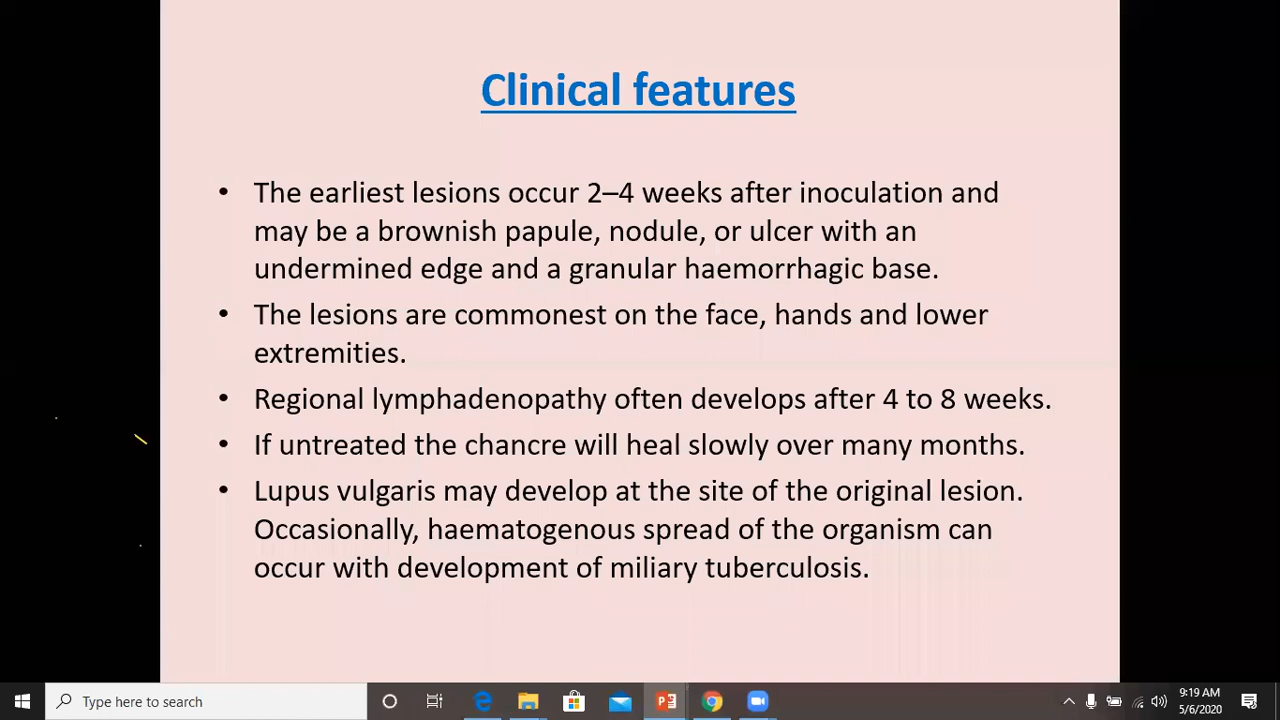 Clinical features
• The earliest lesions occur 2–4 weeks after inoculation and
may be a brownish papule, nodule, or ulcer with an
undermined edge and a granular haemorrhagic base.
• The lesions are commonest on the face, hands and lower
extremities.
• Regional lymphadenopathy often develops after 4 to 8 weeks.
• If untreated the chancre will heal slowly over many months.
• Lupus vulgaris may develop at the site of the original lesion.
Occasionally, haematogenous spread of the organism can
occur with development of miliary tuberculosis.
Type here to search
9:19 AM
5/6/2020